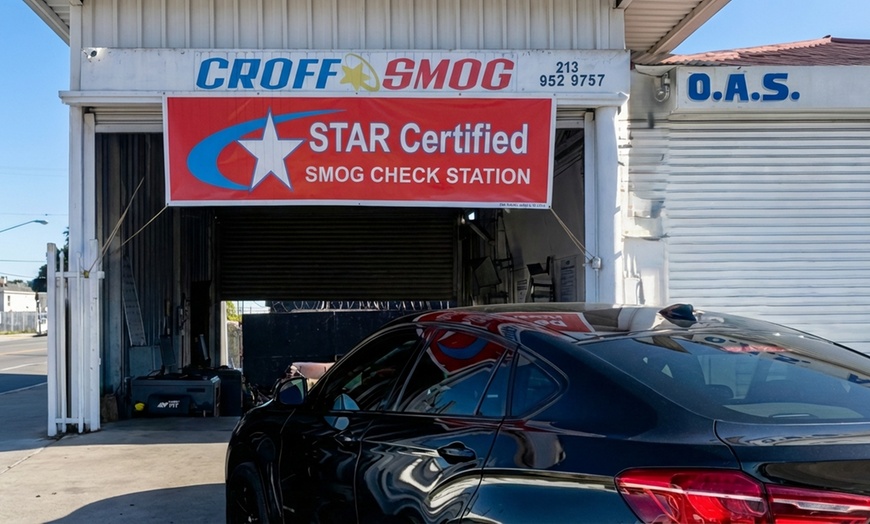 CROFF SMOG
213
952 9757
O.A.S.
STAR Certified
SMOG CHECK STATION